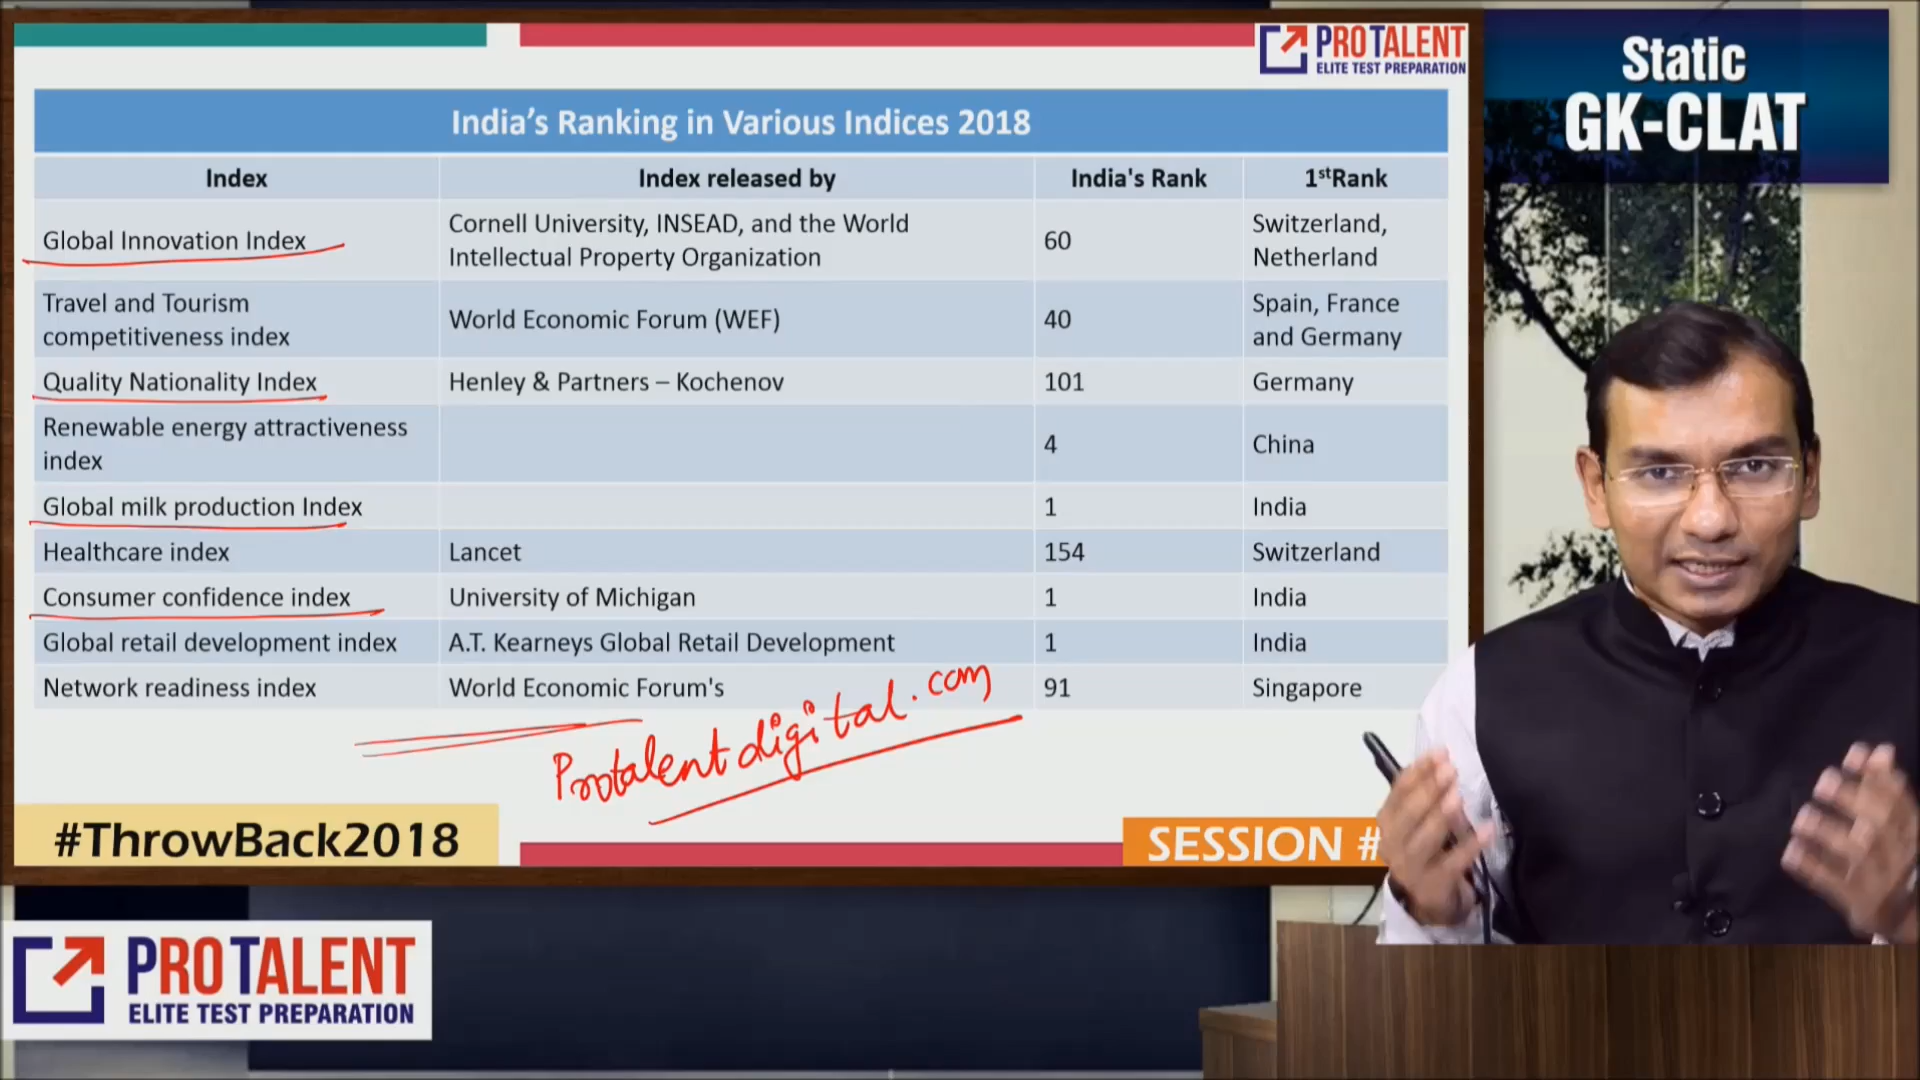 PRO TALENT
ELITE TEST PREPARATION
Static
GK-CLAT
India's Ranking in Various Indices 2018
Index
Index released by
India's Rank
1stRank
Global Innovation Index
Cornell University, INSEAD, and the World
Intellectual Property Organization
60
Switzerland,
Netherland
Travel and Tourism
competitiveness index
World Economic Forum (WEF)
40
Spain, France
and Germany
Quality Nationality Index
Henley & Partners – Kochenov
101
Germany
Renewable energy attractiveness
index
4
China
Global milk production Index
1
India
Healthcare index
Lancet
154
Switzerland
Consumer confidence index
University of Michigan
1
India
Global retail development index
A.T. Kearneys Global Retail Development
1
India
Network readiness index
World Economic Forum's
91
Singapore
Protalentdigital.com
#ThrowBack2018
SESSION #
PRO TALENT
ELITE TEST PREPARATION